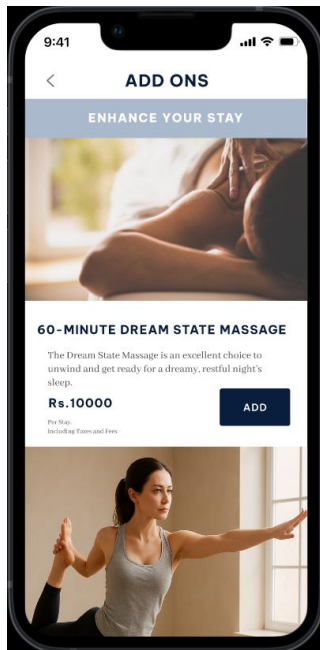 9:41
ADD ONS
ENHANCE YOUR STAY
60-MINUTE DREAM STATE MASSAGE
The Dream State Massage is an excellent choice to
unwind and get ready for a dreamy, restful night's
sleep.
Rs.10000
ADD
Per Stay.
Including Taxes and Fees